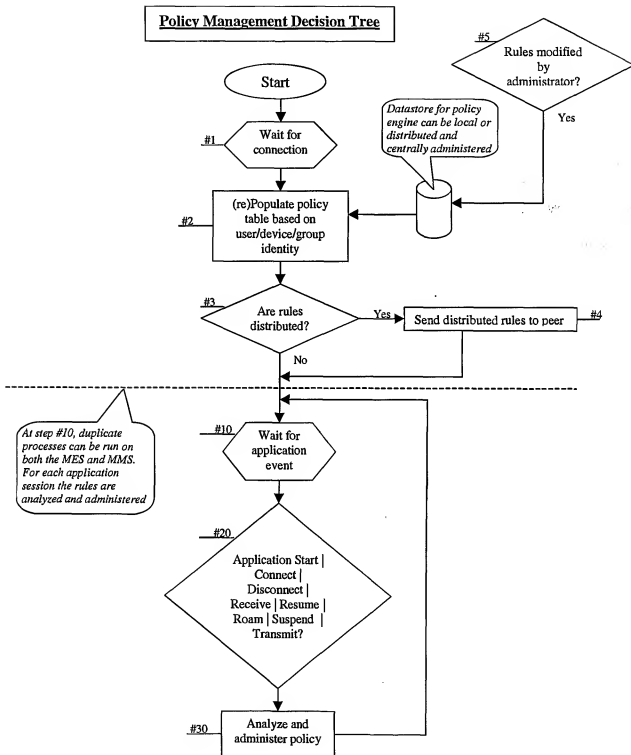 Policy Management Decision Tree
#5
Rules modified
by
administrator?
Yes
Start
Datastore for policy
engine can be local or
distributed and
centrally administered
#1
Wait for
connection
#2
(re)Populate policy
table based on
user/device/group
identity
#3
Are rules
distributed?
Yes
Send distributed rules to peer
#4
No
At step #10, duplicate
processes can be run on
both the MES and MMS.
For each application
session the rules are
analyzed and administered
#10
Wait for
application
event
#20
Application Start |
Connect |
Disconnect |
Receive | Resume |
Roam | Suspend |
Transmit?
#30
Analyze and
administer policy